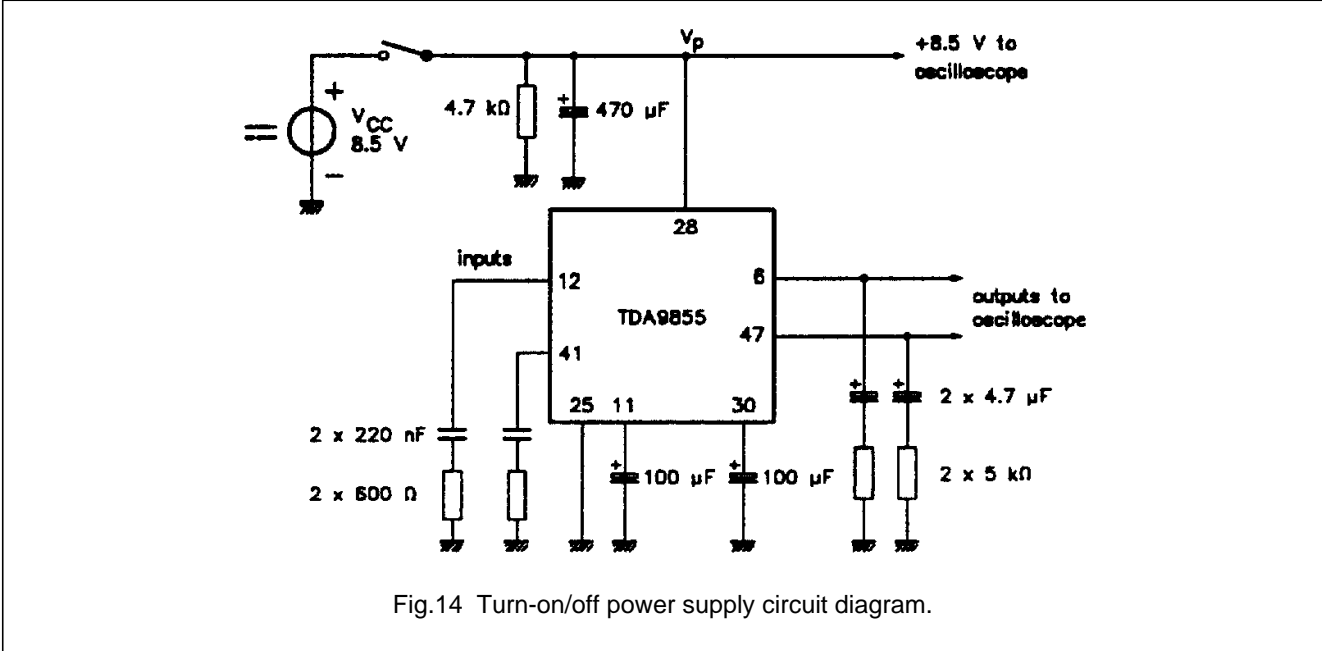 Vp
+8.5 V to
oscilloscope
+
VCC
8.5 V
−
4.7 kΩ
+
470 µF
28
inputs
12
6
TDA9855
outputs to
oscilloscope
47
41
+
+
2 x 4.7 µF
25
11
30
2 x 220 nF
+
100 µF
+
100 µF
2 x 5 kΩ
2 x 600 Ω
Fig.14 Turn-on/off power supply circuit diagram.